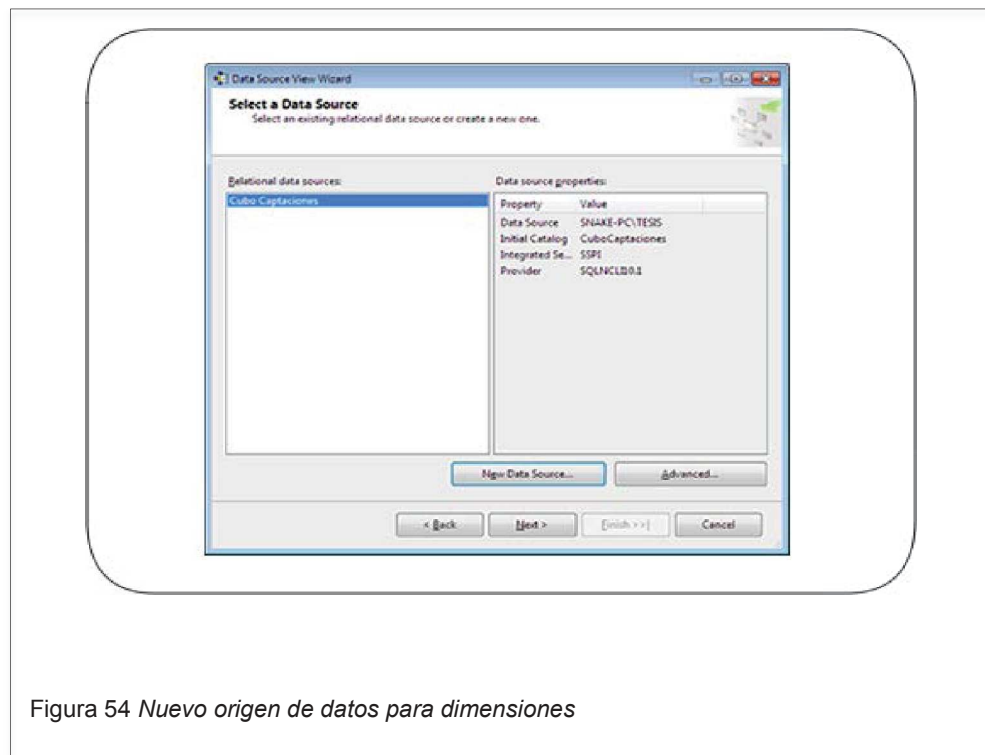 Data Source View Wizard
Select a Data Source
Select an existing relational data source or create a new one.
Relational data sources:
Cubo Captaciones
Data source properties:
Property Value
Data Source SNAKE-PC\TESIS
Initial Catalog CuboCaptaciones
Integrated Se... SSPI
Provider SQLNCLI10.1
New Data Source...
Advanced...
< Back
Next >
Finish >>|
Cancel
Figura 54 Nuevo origen de datos para dimensiones